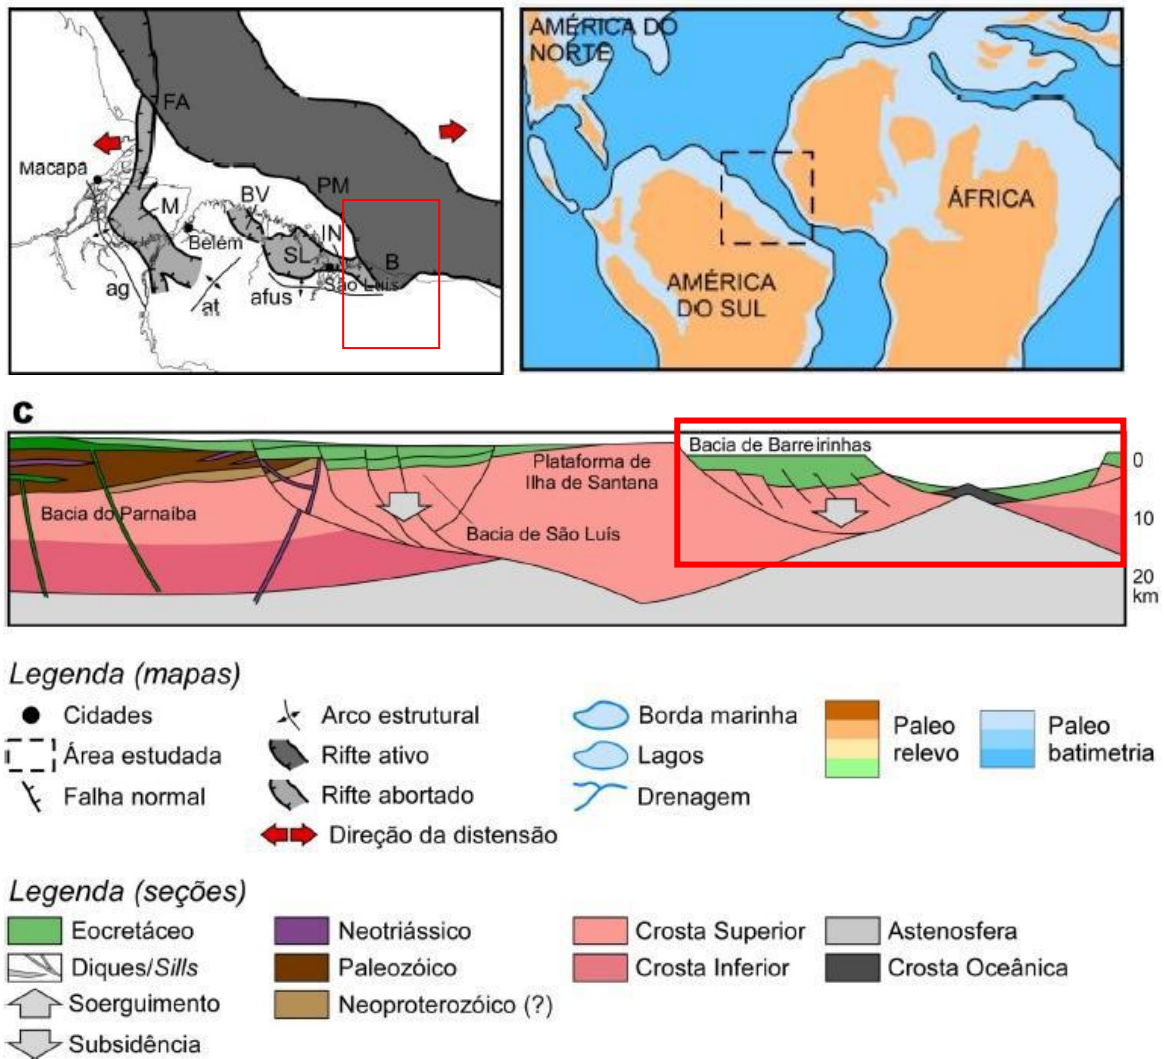 FA
Macapá
M
BV
PM
Belém
IN
SL
B
São Luís
ag
at
afus
AMÉRICA DO
NORTE
ÁFRICA
AMÉRICA
DO SUL
C
Bacia de Barreirinhas
Plataforma de
Ilha de Santana
Bacia do Parnaíba
Bacia de São Luís
0
10
20
km
Legenda (mapas)
Cidades
Arco estrutural
Borda marinha
Paleo
relevo
Paleo
batimetria
Área estudada
Rifte ativo
Lagos
Falha normal
Rifte abortado
Drenagem
Direção da distensão
Legenda (seções)
Eocretáceo
Neotriássico
Crosta Superior
Astenosfera
Diques/Sills
Paleozóico
Crosta Inferior
Crosta Oceânica
Soerguimento
Neoproterozóico (?)
Subsidência